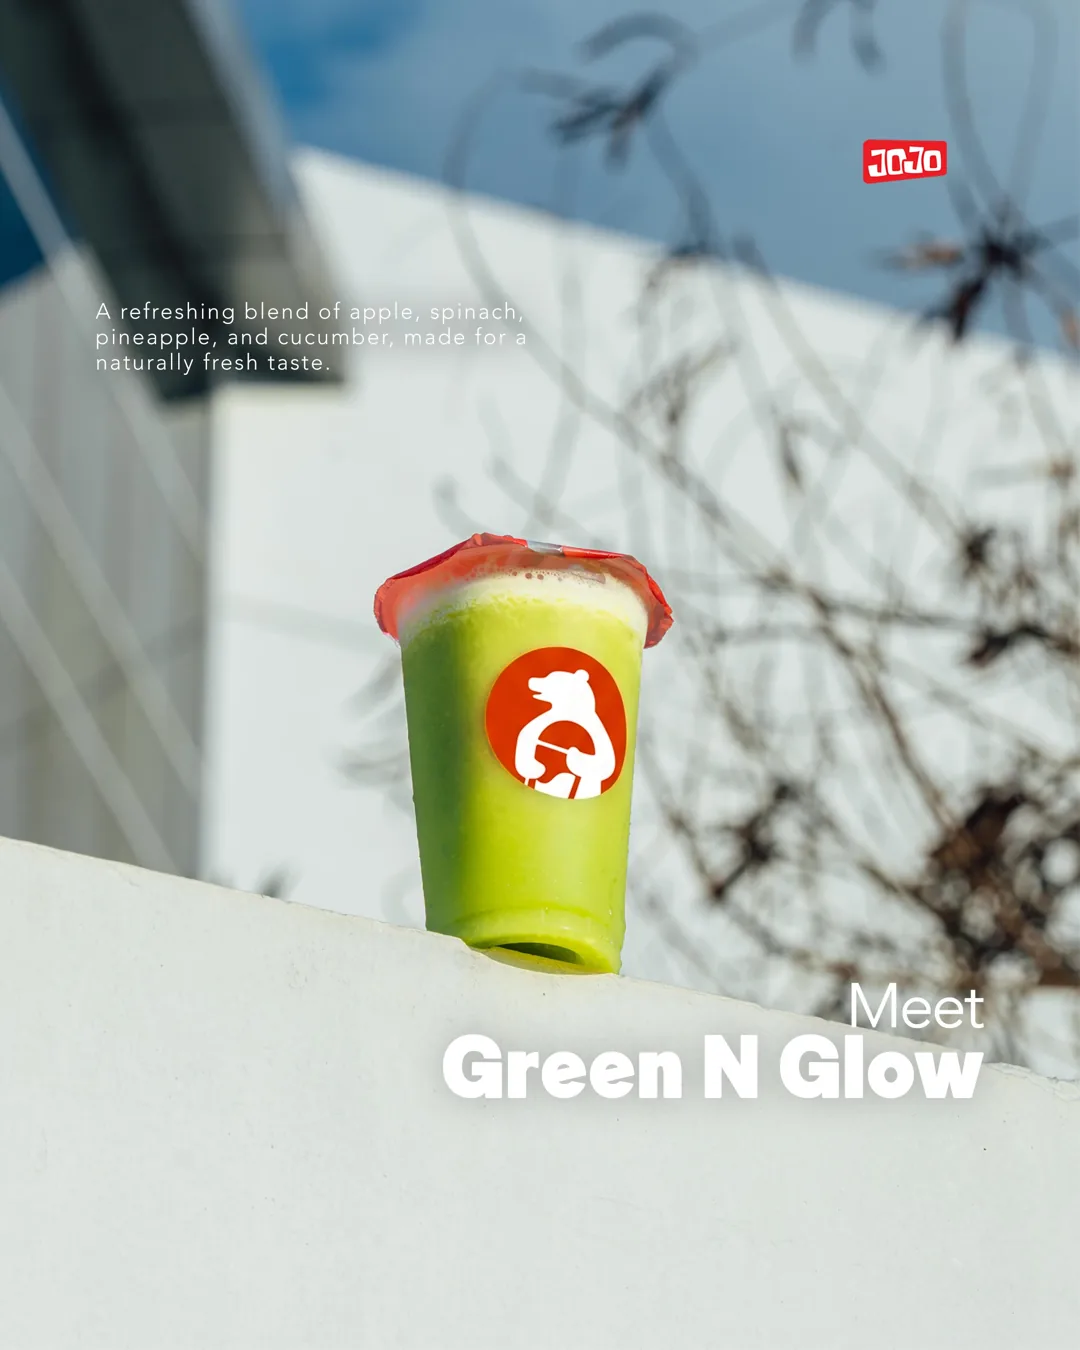 JOJO
A refreshing blend of apple, spinach,
pineapple, and cucumber, made for a
naturally fresh taste.
Meet
Green N Glow